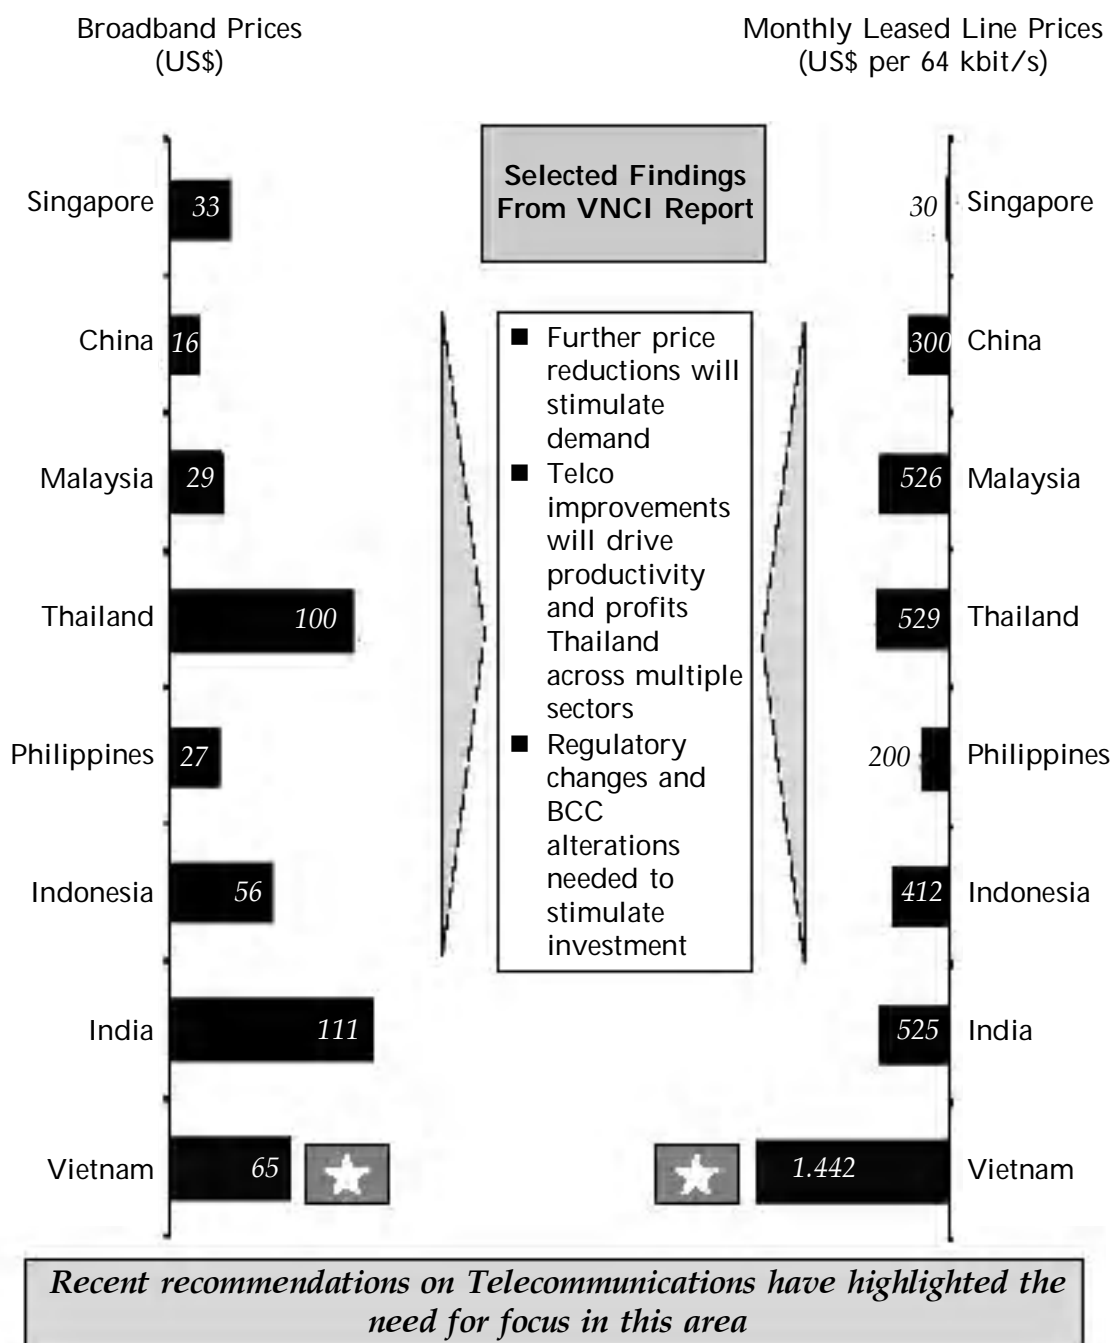 Broadband Prices
(US$)
Monthly Leased Line Prices
(US$ per 64 kbit/s)
Selected Findings
From VNCI Report
Singapore 33
China 16
Malaysia 29
Thailand 100
Philippines 27
Indonesia 56
India 111
Vietnam 65
■ Further price
reductions will
stimulate
demand
■ Telco
improvements
will drive
productivity
and profits
Thailand
across multiple
sectors
■ Regulatory
changes and
BCC
alterations
needed to
stimulate
investment
30 Singapore
300 China
526 Malaysia
529 Thailand
200 Philippines
412 Indonesia
525 India
1.442 Vietnam
Recent recommendations on Telecommunications have highlighted the
need for focus in this area